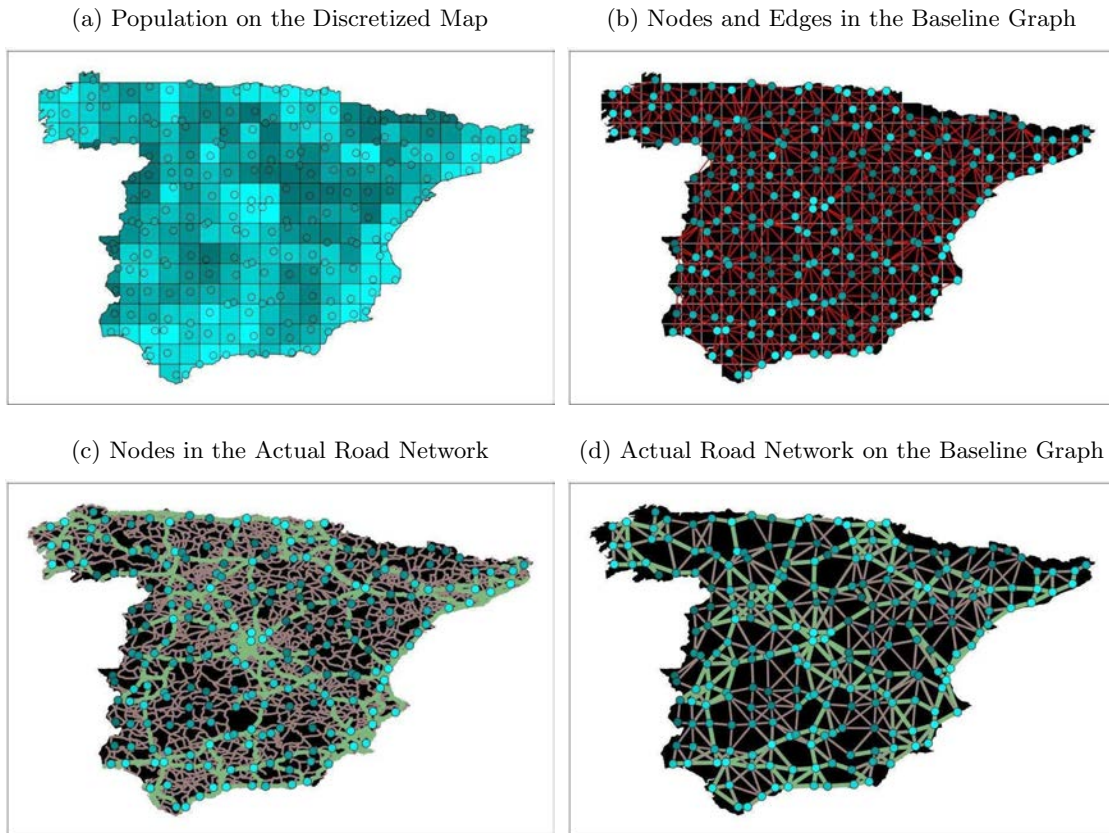 (a) Population on the Discretized Map
(b) Nodes and Edges in the Baseline Graph
(c) Nodes in the Actual Road Network
(d) Actual Road Network on the Baseline Graph